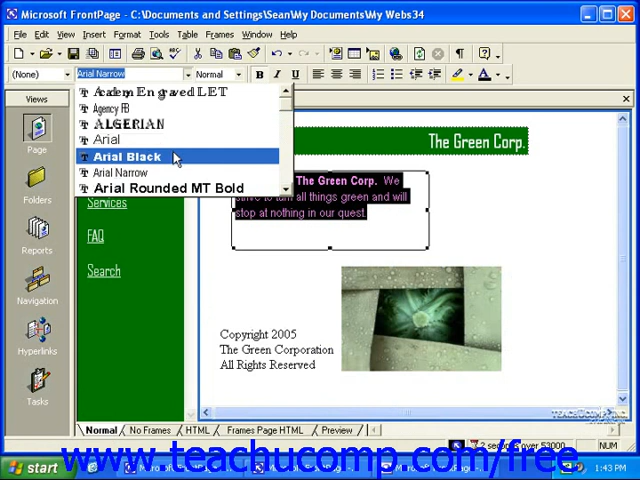 Microsoft FrontPage - C:\Documents and Settings\Sean\My Documents\My Webs34
File Edit View Insert Format Tools Table Frames Window Help
(None) Arial Narrow Normal B I U
Views
Academy Engraved LET
Agency FB
ALGERIAN
Arial
Arial Black
Arial Narrow
Arial Rounded MT Bold
Page
Folders
Reports
Navigation
Hyperlinks
Tasks
The Green Corp.
The Green Corp. We
strive to turn all things green and will
stop at nothing in our quest.
Services
FAQ
Search
Copyright 2005
The Green Corporation
All Rights Reserved
Normal No Frames HTML Frames Page HTML Preview
2 seconds over 53000 NUM
www.teachucomp.com/free
start
1:43 PM